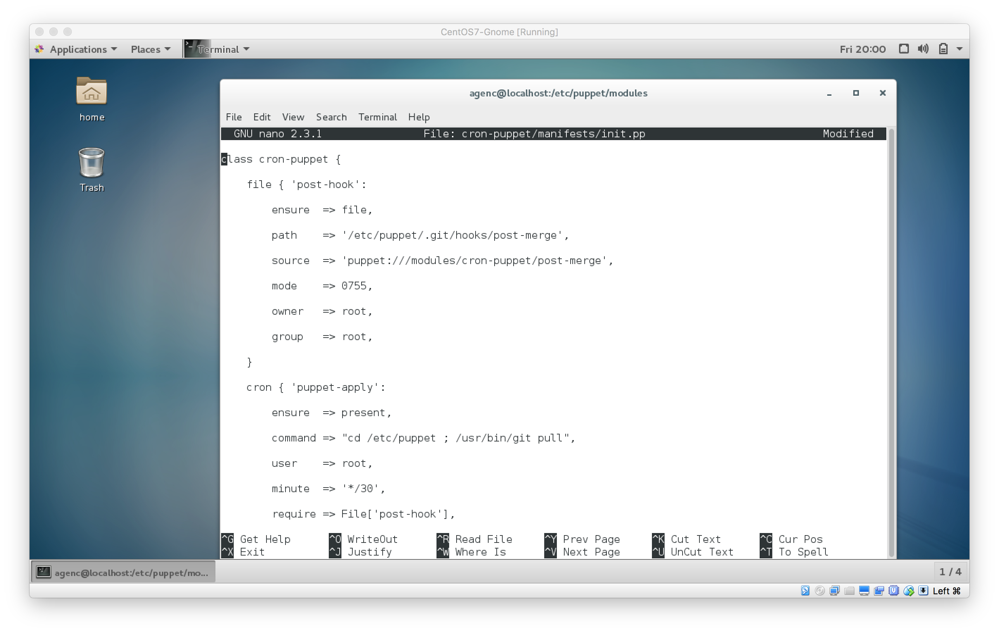 CentOS7-Gnome [Running]
Applications Places Terminal Fri 20:00
home
Trash
agenc@localhost:/etc/puppet/modules
File Edit View Search Terminal Help
GNU nano 2.3.1 File: cron-puppet/manifests/init.pp Modified
class cron-puppet {
file { 'post-hook':
ensure => file,
path => '/etc/puppet/.git/hooks/post-merge',
source => 'puppet:///modules/cron-puppet/post-merge',
mode => 0755,
owner => root,
group => root,
}
cron { 'puppet-apply':
ensure => present,
command => "cd /etc/puppet ; /usr/bin/git pull",
user => root,
minute => '*/30',
require => File['post-hook'],
^G Get Help ^O WriteOut ^R Read File ^Y Prev Page ^K Cut Text ^C Cur Pos
^X Exit ^J Justify ^W Where Is ^V Next Page ^U UnCut Text ^T To Spell
agenc@localhost:/etc/puppet/mo... 1 / 4
Left ⌘